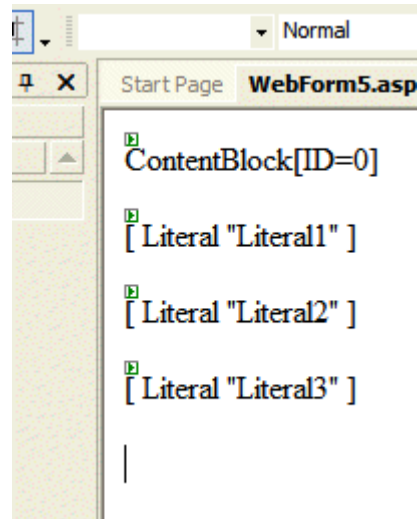 Normal
Start Page WebForm5.asp
ContentBlock[ID=0]
[ Literal "Literal1" ]
[ Literal "Literal2" ]
[ Literal "Literal3" ]